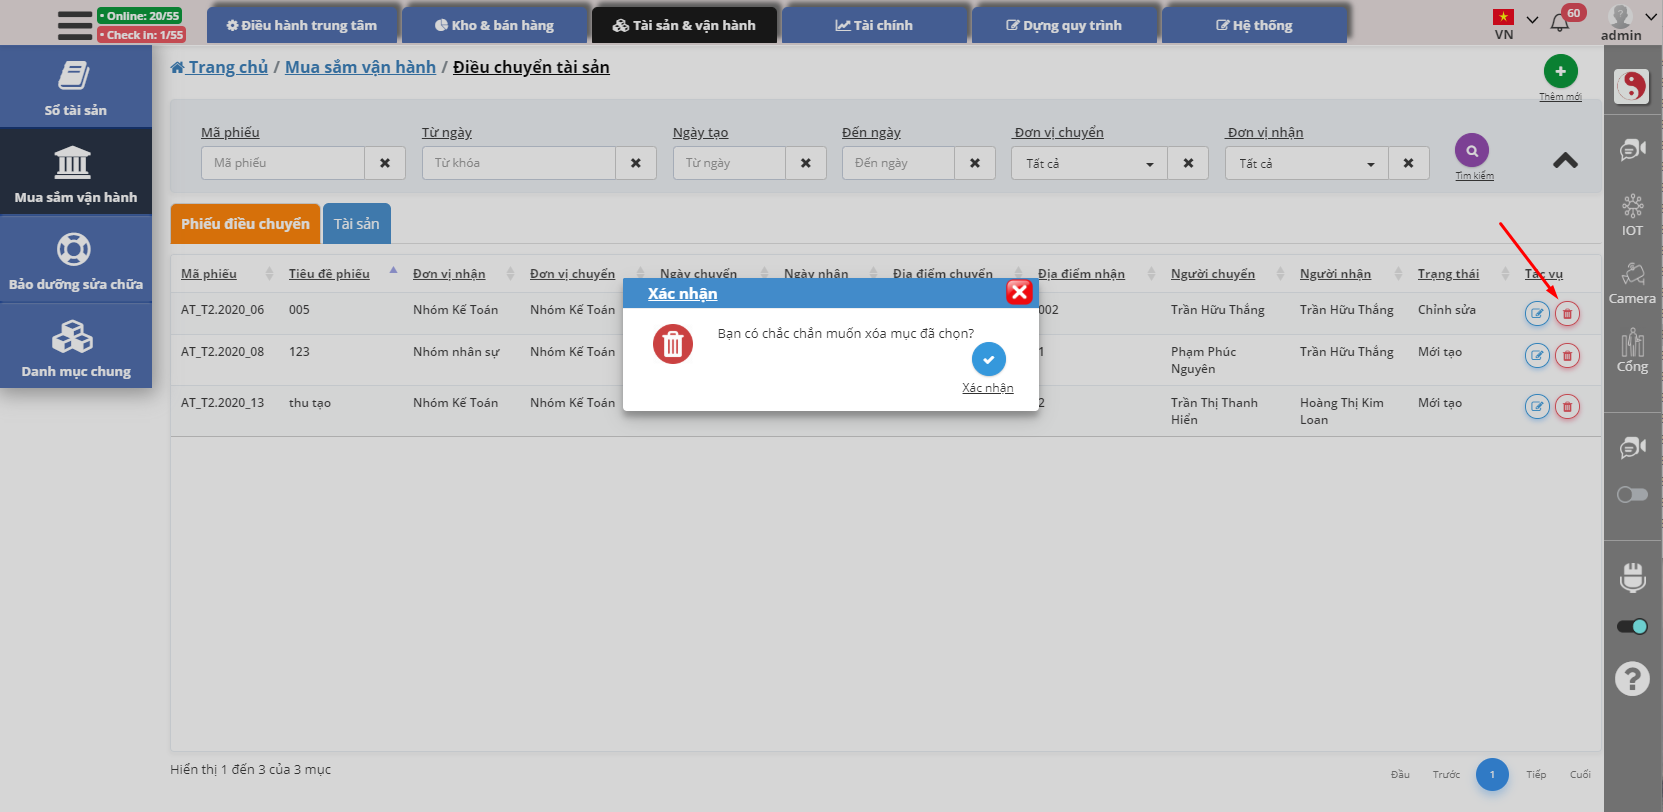 • Online: 20/55
• Check in: 1/55
Điều hành trung tâm
Kho & bán hàng
Tài sản & vận hành
Tài chính
Dựng quy trình
Hệ thống
VN
60
admin
Sổ tài sản
Mua sắm vận hành
Bảo dưỡng sửa chữa
Danh mục chung
Trang chủ / Mua sắm vận hành / Điều chuyển tài sản
Thêm mới
Mã phiếu Từ ngày Ngày tạo Đến ngày Đơn vị chuyển Đơn vị nhận
Mã phiếu Từ khóa Từ ngày Đến ngày Tất cả Tất cả
Tìm kiếm
Phiếu điều chuyển Tài sản
Mã phiếu Tiêu đề phiếu Đơn vị nhận Đơn vị chuyển Ngày chuyển Ngày nhận Địa điểm chuyển Địa điểm nhận Người chuyển Người nhận Trạng thái Tác vụ
AT_T2.2020_06 005 Nhóm Kế Toán Nhóm Kế Toán 002 Trần Hữu Thắng Trần Hữu Thắng Chỉnh sửa
AT_T2.2020_08 123 Nhóm nhân sự Nhóm Kế Toán 1 Phạm Phúc Nguyên Trần Hữu Thắng Mới tạo
AT_T2.2020_13 thu tạo Nhóm Kế Toán Nhóm Kế Toán 2 Trần Thị Thanh Hiển Hoàng Thị Kim Loan Mới tạo
Xác nhận
Bạn có chắc chắn muốn xóa mục đã chọn?
Xác nhận
Hiển thị 1 đến 3 của 3 mục
Đầu Trước 1 Tiếp Cuối
IOT
Camera
Cổng